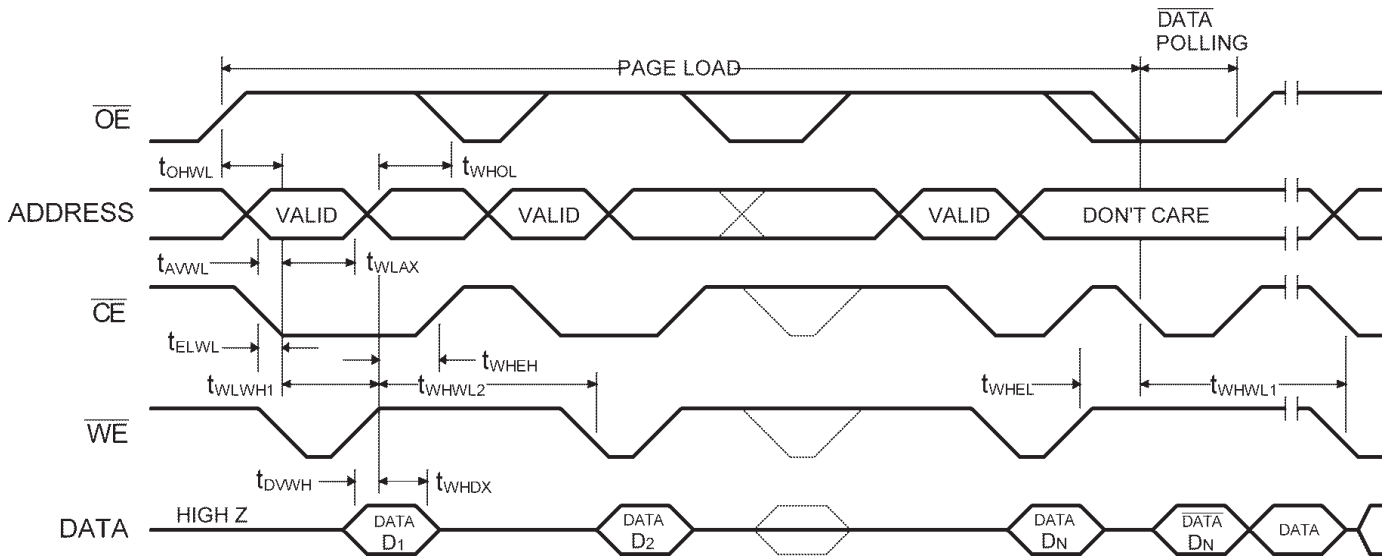 DATA
POLLING
PAGE LOAD
OE
tOHWL
tWHOL
ADDRESS
VALID
VALID
VALID
DON'T CARE
tAVWL
tWLAX
CE
tELWL
tWHEH
tWLWH1
tWHWL2
tWHEL
tWHWL1
WE
tDVWH
tWHDX
DATA
HIGH Z
DATA
D1
DATA
D2
DATA
DN
DATA
DN
DATA